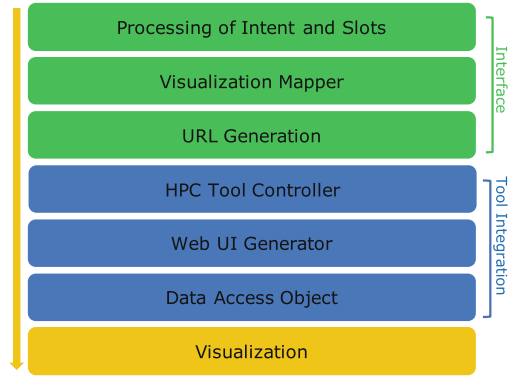 Processing of Intent and Slots
Visualization Mapper
URL Generation
Interface
HPC Tool Controller
Web UI Generator
Data Access Object
Tool Integration
Visualization